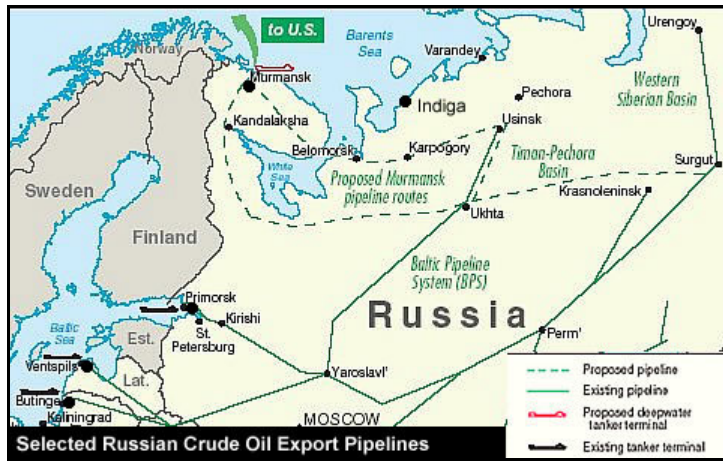 to U.S.
Barents
Sea
Urengoy
Norway
Varandey
Murmansk
Western
Siberian
Basin
Pechora
Indiga
Kandalaksha
Usinsk
Belomorsk
Karpogory
Timan-Pechora
Basin
White
Sea
Proposed Murmansk
pipeline routes
Surgut
Krasnoleninsk
Sweden
Ukhta
Finland
Baltic Pipeline
System (BPS)
Primorsk
Russia
Baltic
Sea
Kirishi
St.
Petersburg
Est.
Perm'
Ventspils
Lat.
Yaroslavl'
Butinge
Kaliningrad
MOSCOW
Proposed pipeline
Existing pipeline
Proposed deepwater
tanker terminal
Existing tanker terminal
Selected Russian Crude Oil Export Pipelines